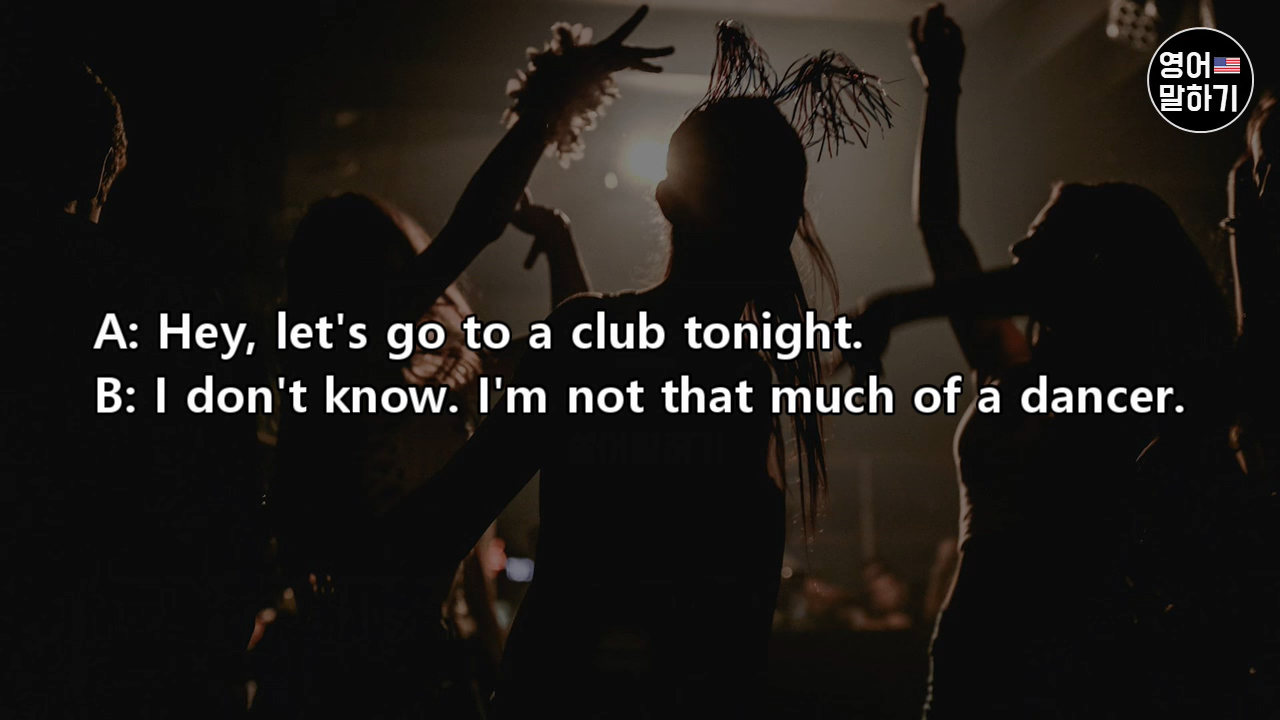 영어
말하기
A: Hey, let's go to a club tonight.
B: I don't know. I'm not that much of a dancer.